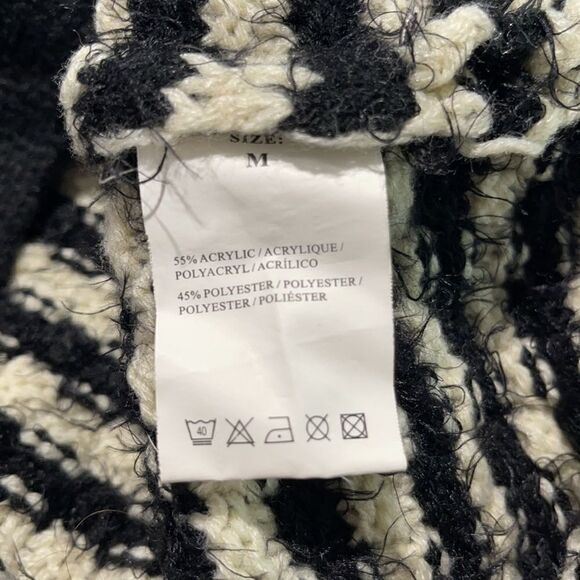 SIZE:
M
55% ACRYLIC / ACRYLIQUE /
POLYACRYL / ACRÍLICO
45% POLYESTER / POLYESTER /
POLYESTER / POLIÉSTER
40